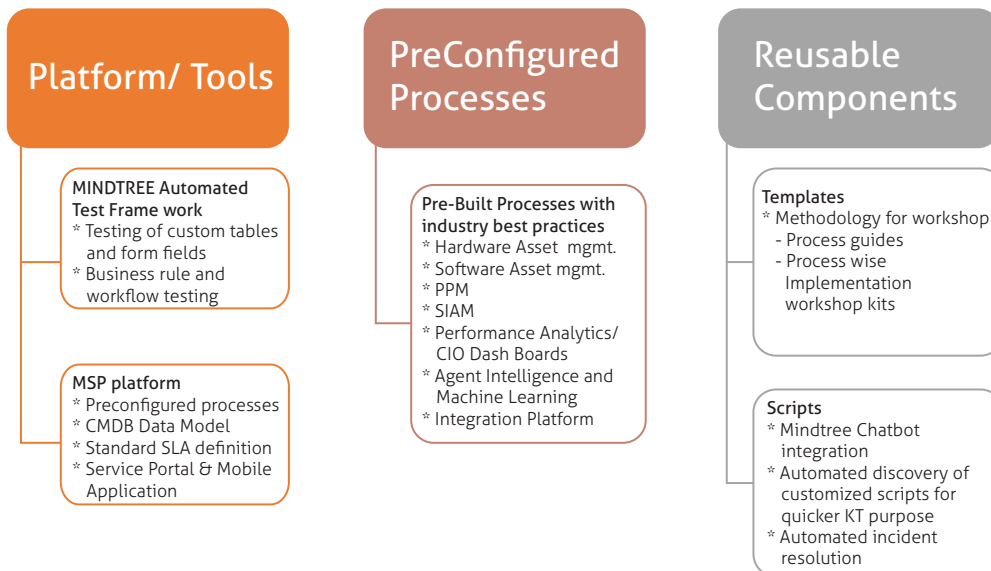 Platform/ Tools
MINDTREE Automated
Test Frame work
* Testing of custom tables
and form fields
* Business rule and
workflow testing
MSP platform
* Preconfigured processes
* CMDB Data Model
* Standard SLA definition
* Service Portal & Mobile
Application
PreConfigured
Processes
Pre-Built Processes with
industry best practices
* Hardware Asset mgmt.
* Software Asset mgmt.
* PPM
* SIAM
* Performance Analytics/
CIO Dash Boards
* Agent Intelligence and
Machine Learning
* Integration Platform
Reusable
Components
Templates
* Methodology for workshop
- Process guides
- Process wise
Implementation
workshop kits
Scripts
* Mindtree Chatbot
integration
* Automated discovery of
customized scripts for
quicker KT purpose
* Automated incident
resolution